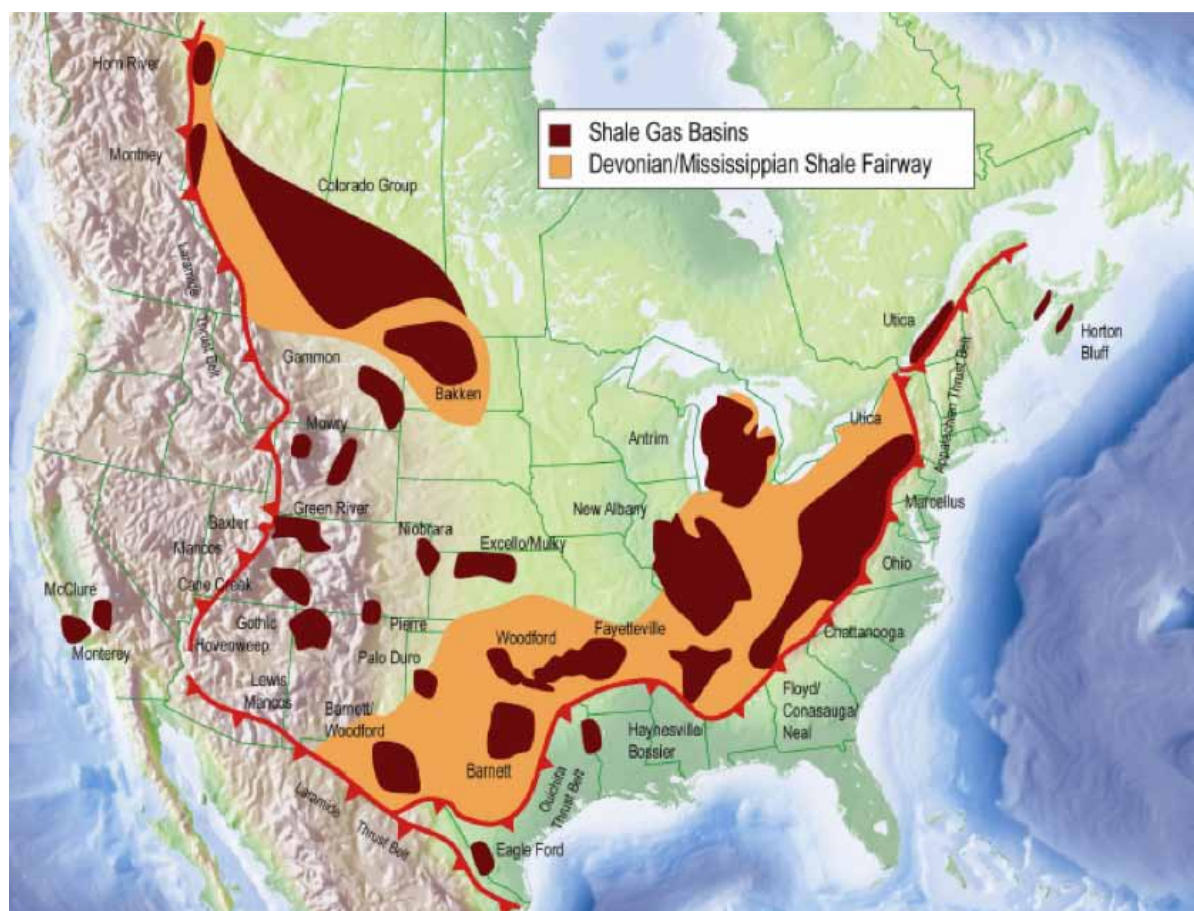 Horn River
Shale Gas Basins
Devonian/Mississippian Shale Fairway
Montney
Colorado Group
Laramide
Thrust Belt
Utica
Horton
Bluff
Gammon
Bakken
Appalachian Thrust Belt
Utica
Antrim
Mowry
Marcellus
New Albany
Green River
Baxter
Niobrara
Mancos
Excello/Mulky
Ohio
Cane Creek
McClure
Gothic
Pierre
Fayetteville
Chattanooga
Woodford
Monterey
Hovenweep
Palo Duro
Lewis
Mancos
Floyd/
Conasauga/
Neal
Barnett/
Woodford
Haynesville/
Bossier
Barnett
Ouichita
Thrust Belt
Laramide
Thrust Belt
Eagle Ford